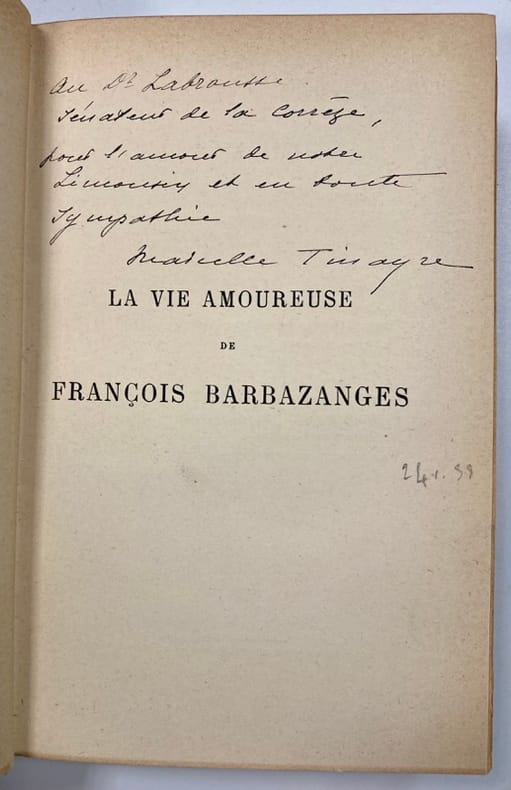 Au Dr Labrousse
Sénateur de la Corrèze,
pour l'amour de notre
Limousin et en toute
sympathie
Marcelle Tinayre
LA VIE AMOUREUSE
DE
FRANÇOIS BARBAZANGES